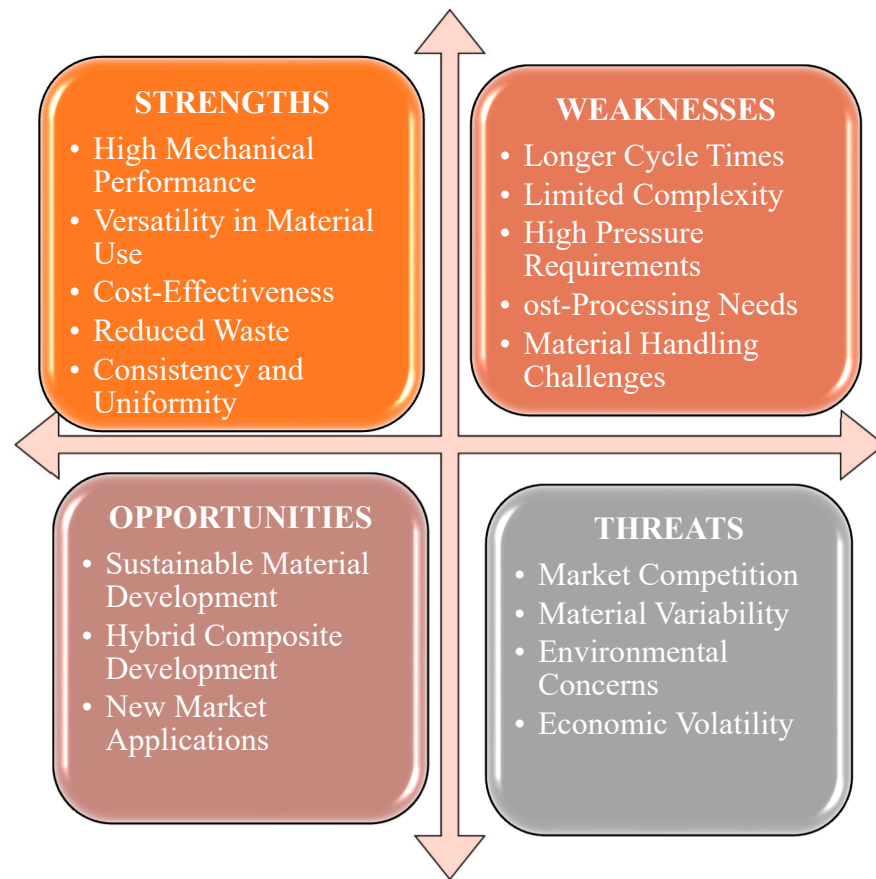 STRENGTHS
• High Mechanical
Performance
• Versatility in Material
Use
• Cost-Effectiveness
• Reduced Waste
• Consistency and
Uniformity
WEAKNESSES
• Longer Cycle Times
• Limited Complexity
• High Pressure
Requirements
• ost-Processing Needs
• Material Handling
Challenges
OPPORTUNITIES
• Sustainable Material
Development
• Hybrid Composite
Development
• New Market
Applications
THREATS
• Market Competition
• Material Variability
• Environmental
Concerns
• Economic Volatility